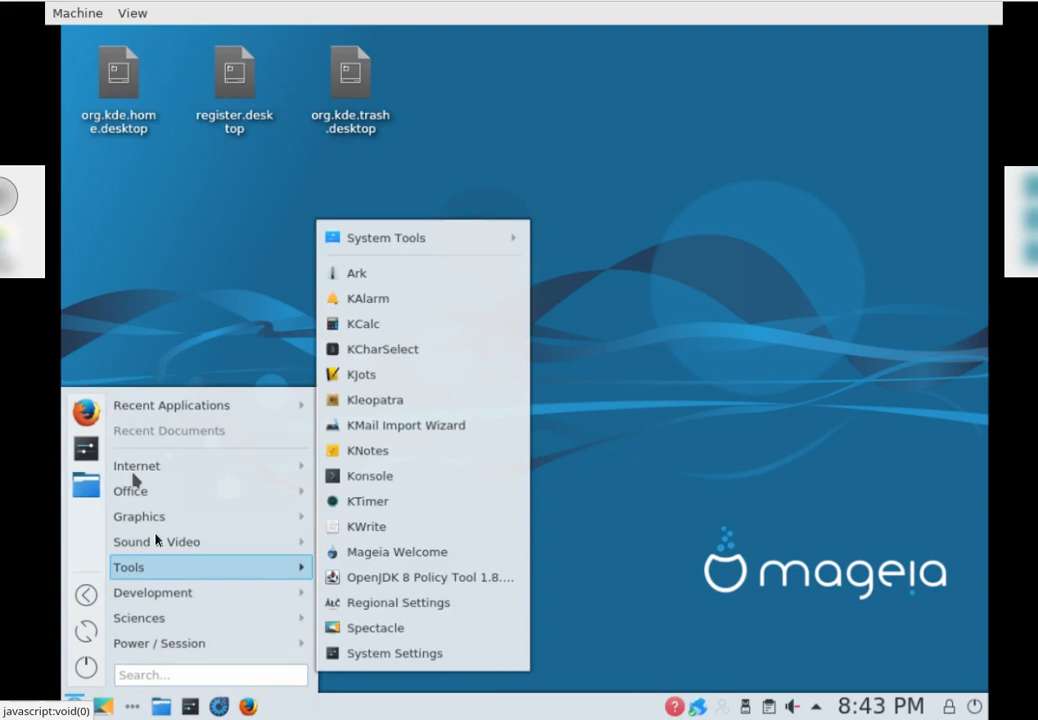 Machine View
org.kde.hom
e.desktop
register.desk
top
org.kde.trash
.desktop
System Tools
Ark
KAlarm
KCalc
KCharSelect
KJots
Kleopatra
KMail Import Wizard
KNotes
Konsole
KTimer
KWrite
Mageia Welcome
OpenJDK 8 Policy Tool 1.8....
Regional Settings
Spectacle
System Settings
Recent Applications
Recent Documents
Internet
Office
Graphics
Sound & Video
Tools
Development
Sciences
Power / Session
Search...
mageia
javascript:void(0)
8:43 PM